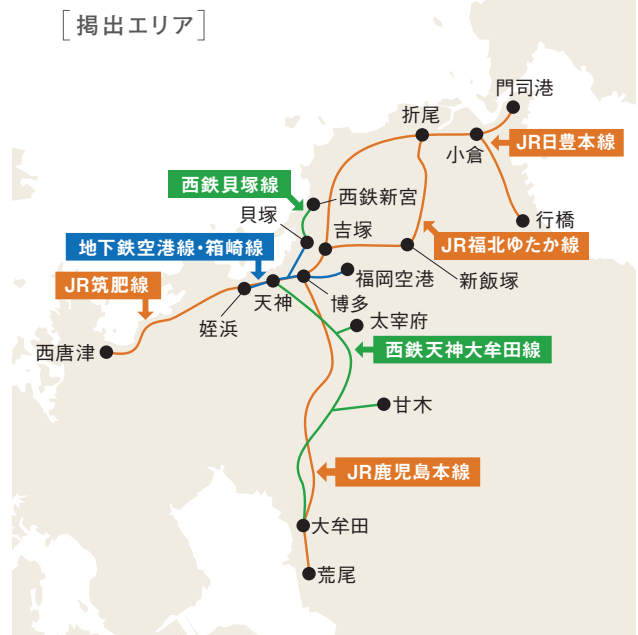 [掲出エリア]
門司港
折尾
小倉
JR日豊本線
西鉄貝塚線
西鉄新宮
貝塚
吉塚
行橋
地下鉄空港線・箱崎線
JR福北ゆたか線
JR筑肥線
福岡空港
新飯塚
天神
博多
姪浜
太宰府
西唐津
西鉄天神大牟田線
甘木
JR鹿児島本線
大牟田
荒尾